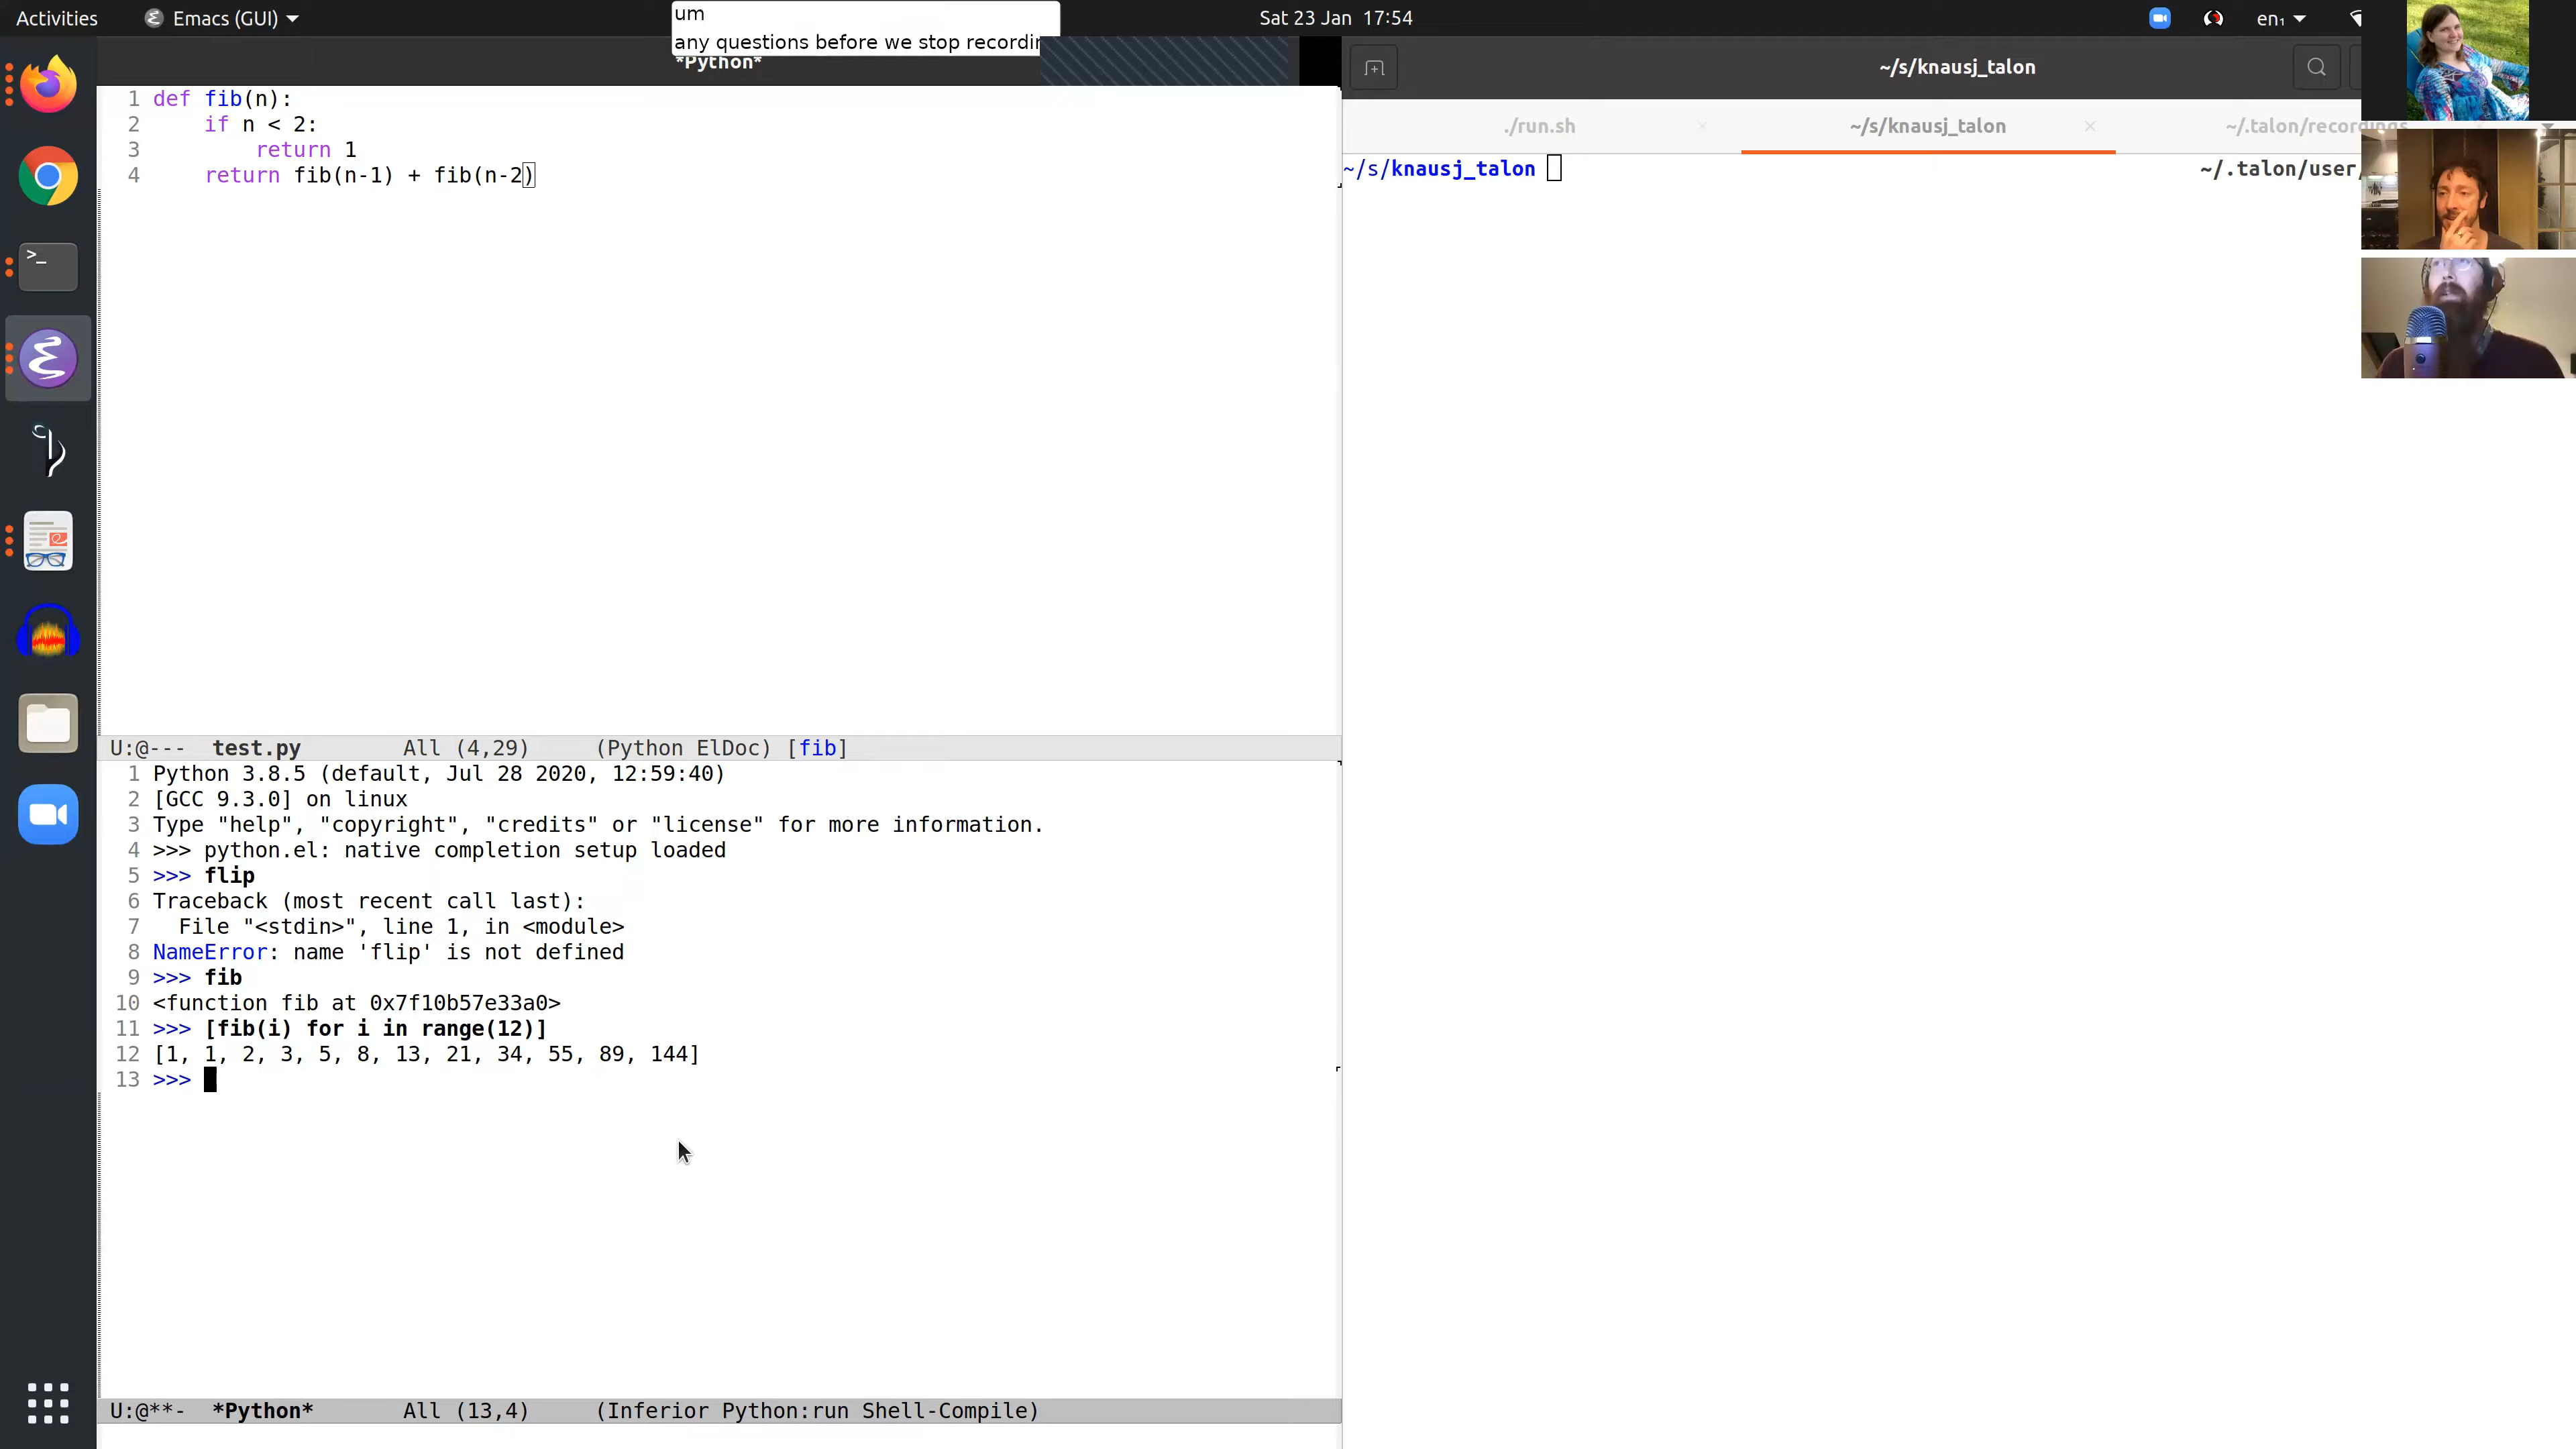 Activities
Emacs (GUI)
um
any questions before we stop recordin
*Python*
Sat 23 Jan 17:54
en₁
~/s/knausj_talon
./run.sh
~/s/knausj_talon
~/.talon/recordings
~/s/knausj_talon
~/.talon/user/
1 def fib(n):
2     if n < 2:
3         return 1
4     return fib(n-1) + fib(n-2)
U:@---  test.py        All (4,29)     (Python ElDoc) [fib]
1 Python 3.8.5 (default, Jul 28 2020, 12:59:40)
2 [GCC 9.3.0] on linux
3 Type "help", "copyright", "credits" or "license" for more information.
4 >>> python.el: native completion setup loaded
5 >>> flip
6 Traceback (most recent call last):
7   File "<stdin>", line 1, in <module>
8 NameError: name 'flip' is not defined
9 >>> fib
10 <function fib at 0x7f10b57e33a0>
11 >>> [fib(i) for i in range(12)]
12 [1, 1, 2, 3, 5, 8, 13, 21, 34, 55, 89, 144]
13 >>>
U:@**-  *Python*       All (13,4)     (Inferior Python:run Shell-Compile)